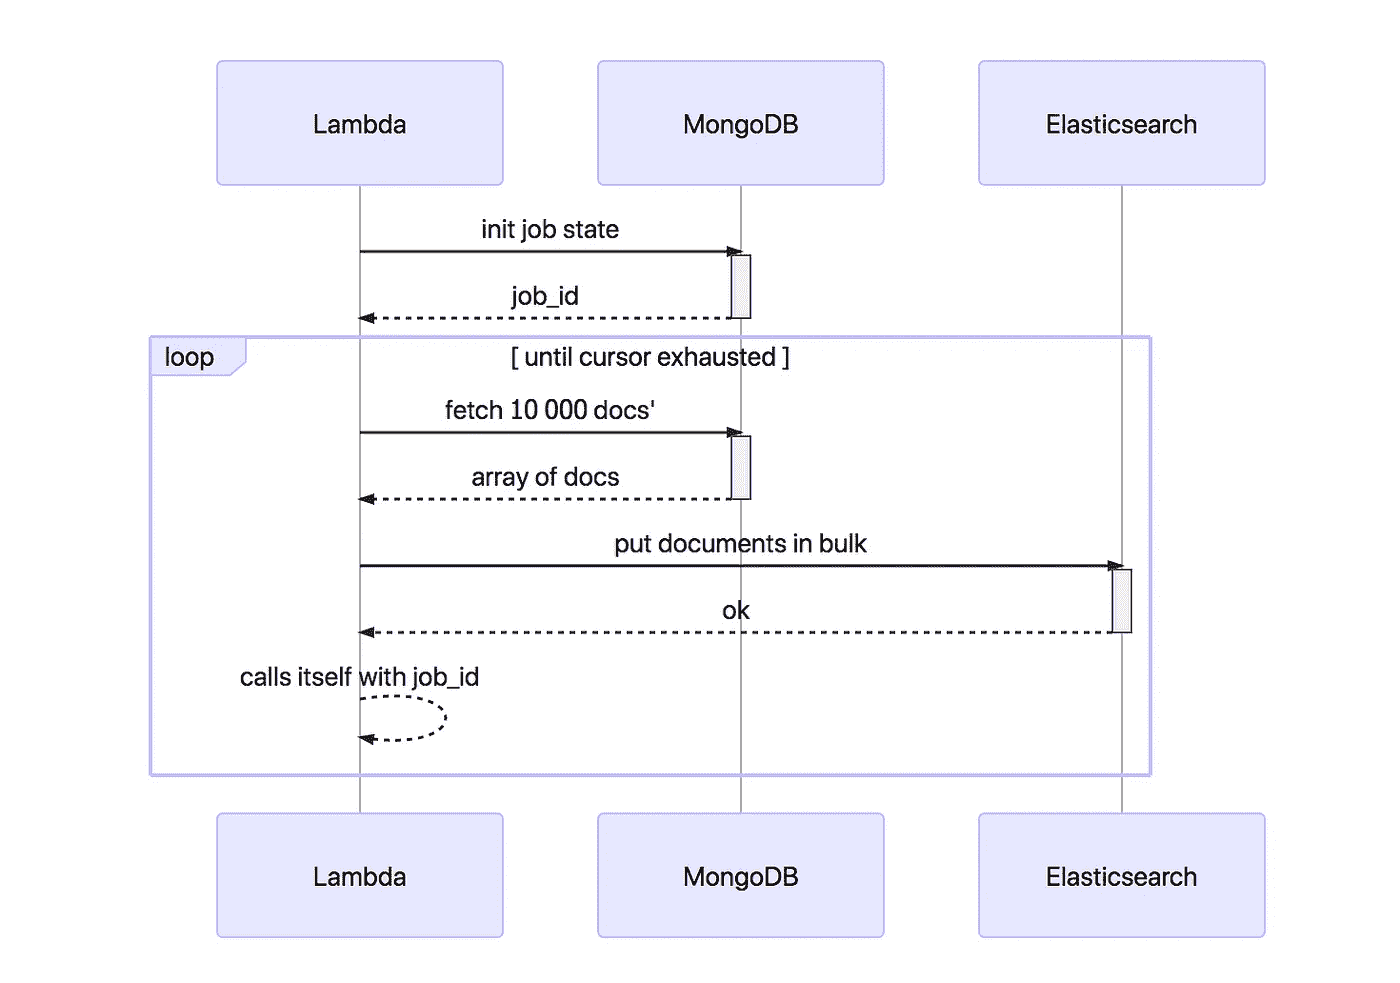 Lambda
MongoDB
Elasticsearch
init job state
job_id
loop
[ until cursor exhausted ]
fetch 10 000 docs'
array of docs
put documents in bulk
ok
calls itself with job_id
Lambda
MongoDB
Elasticsearch